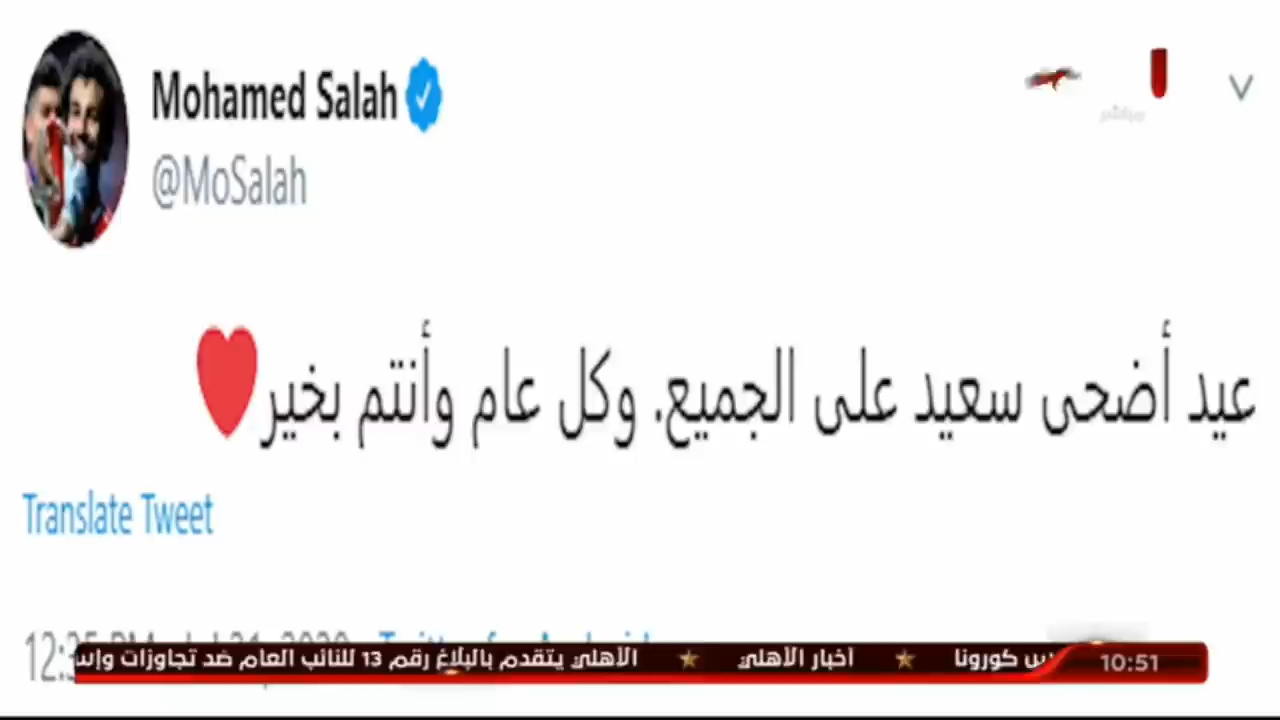 Mohamed Salah
@MoSalah
مباشر
عيد أضحى سعيد على الجميع. وكل عام وأنتم بخير
Translate Tweet
كورونا ★ أخبار الأهلي ★ الأهلي يتقدم بالبلاغ رقم 13 للنائب العام ضد تجاوزات
10:51